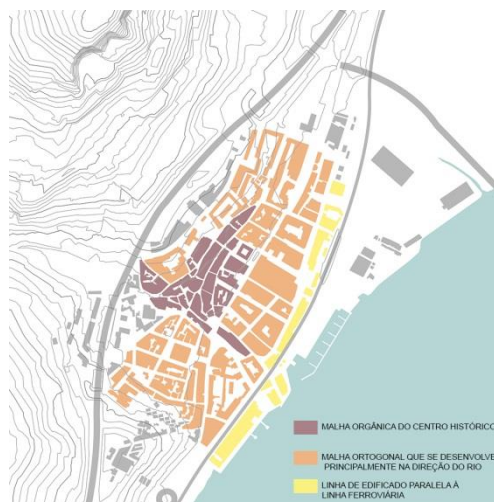 MALHA ORGÂNICA DO CENTRO HISTÓRICO
MALHA ORTOGONAL QUE SE DESENVOLVE
PRINCIPALMENTE NA DIREÇÃO DO RIO
LINHA DE EDIFICADO PARALELA À
LINHA FERROVIÁRIA